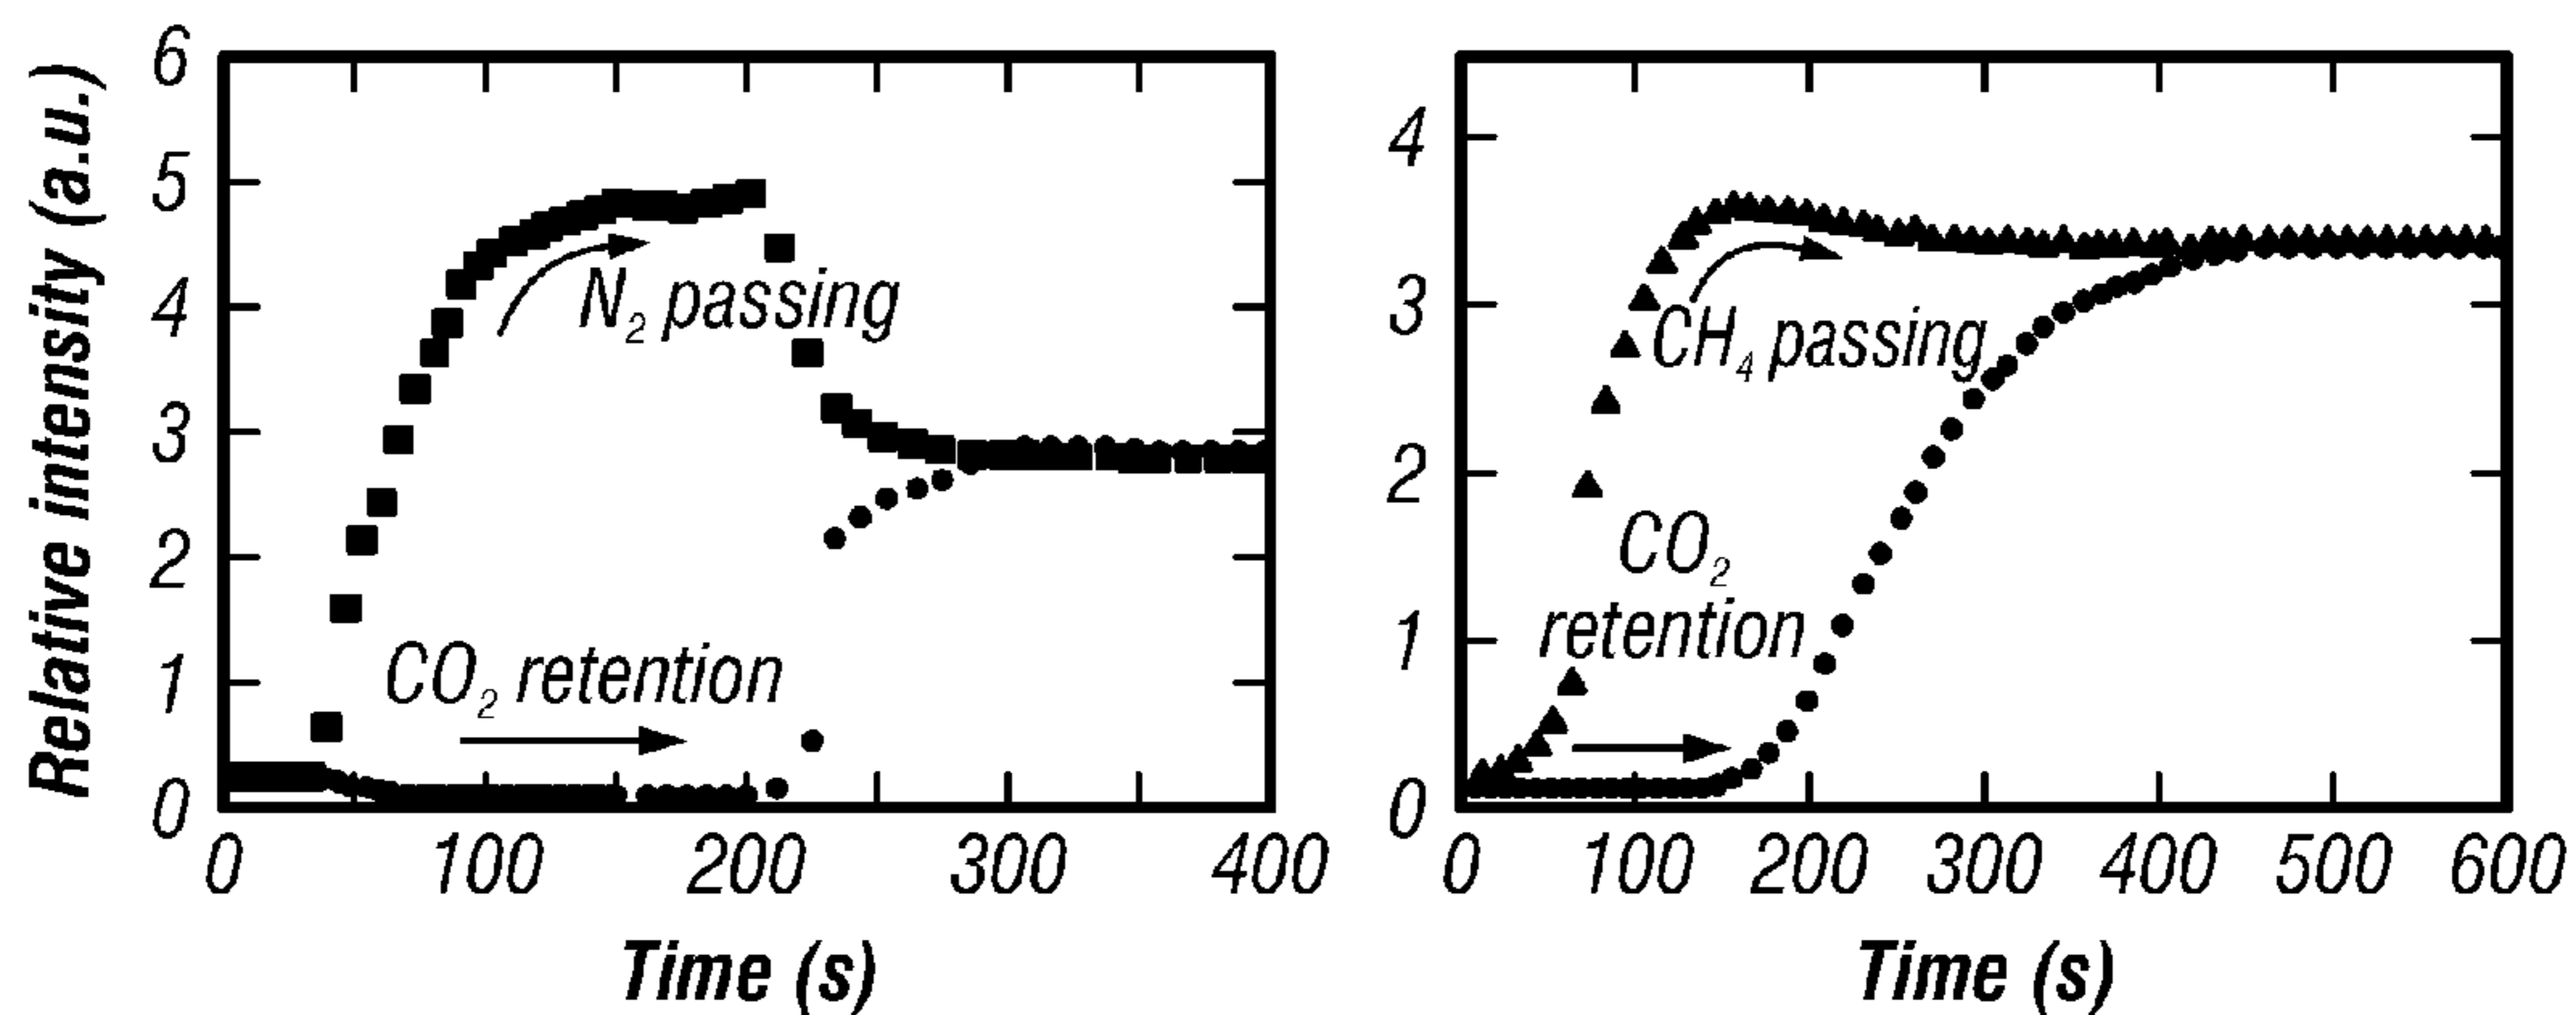 Relative intensity (a.u.)
6
5
4
3
2
1
0
N₂ passing
CO₂ retention
0 100 200 300 400
Time (s)
4
3
2
1
0
CH₄ passing
CO₂
retention
0 100 200 300 400 500 600
Time (s)